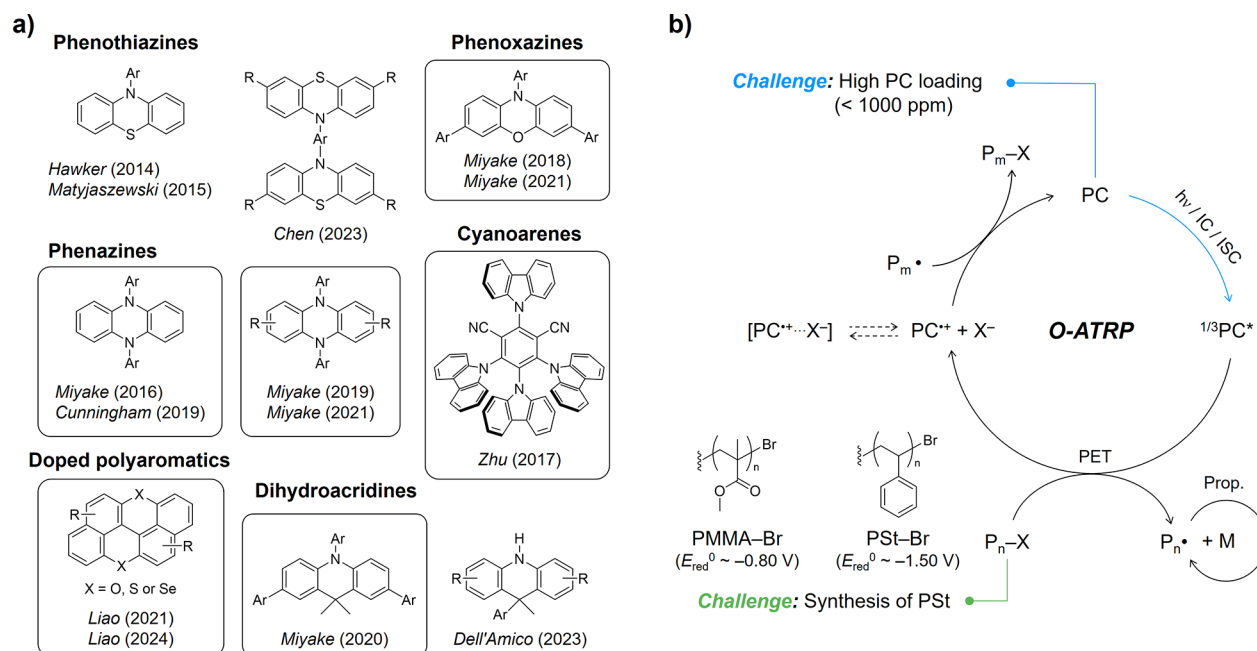 a)
Phenothiazines
Ar
N
S
Hawker (2014)
Matyjaszewski (2015)
R S R
N
Ar
N
R S R
Chen (2023)
Phenoxazines
Ar
N
Ar O Ar
Miyake (2018)
Miyake (2021)
Phenazines
Ar
N
N
Ar
Miyake (2016)
Cunningham (2019)
Ar
N
R R
N
Ar
Miyake (2019)
Miyake (2021)
Cyanoarenes
N
NC CN
N N
N
Zhu (2017)
Doped polyaromatics
X
R
R
X
X = O, S or Se
Liao (2021)
Liao (2024)
Dihydroacridines
Ar
N
Ar Ar
Miyake (2020)
H
N
R R
Ar
Dell'Amico (2023)
b)
Challenge: High PC loading
(< 1000 ppm)
Pm–X
PC
hν / IC / ISC
Pm•
[PC•+...X–]
PC•+ + X–
O-ATRP
1/3PC*
PET
Prop.
Br
n
O
O
PMMA–Br
(Ered0 ~ –0.80 V)
Br
n
PSt–Br
(Ered0 ~ –1.50 V)
Pn–X
Pn• + M
Challenge: Synthesis of PSt